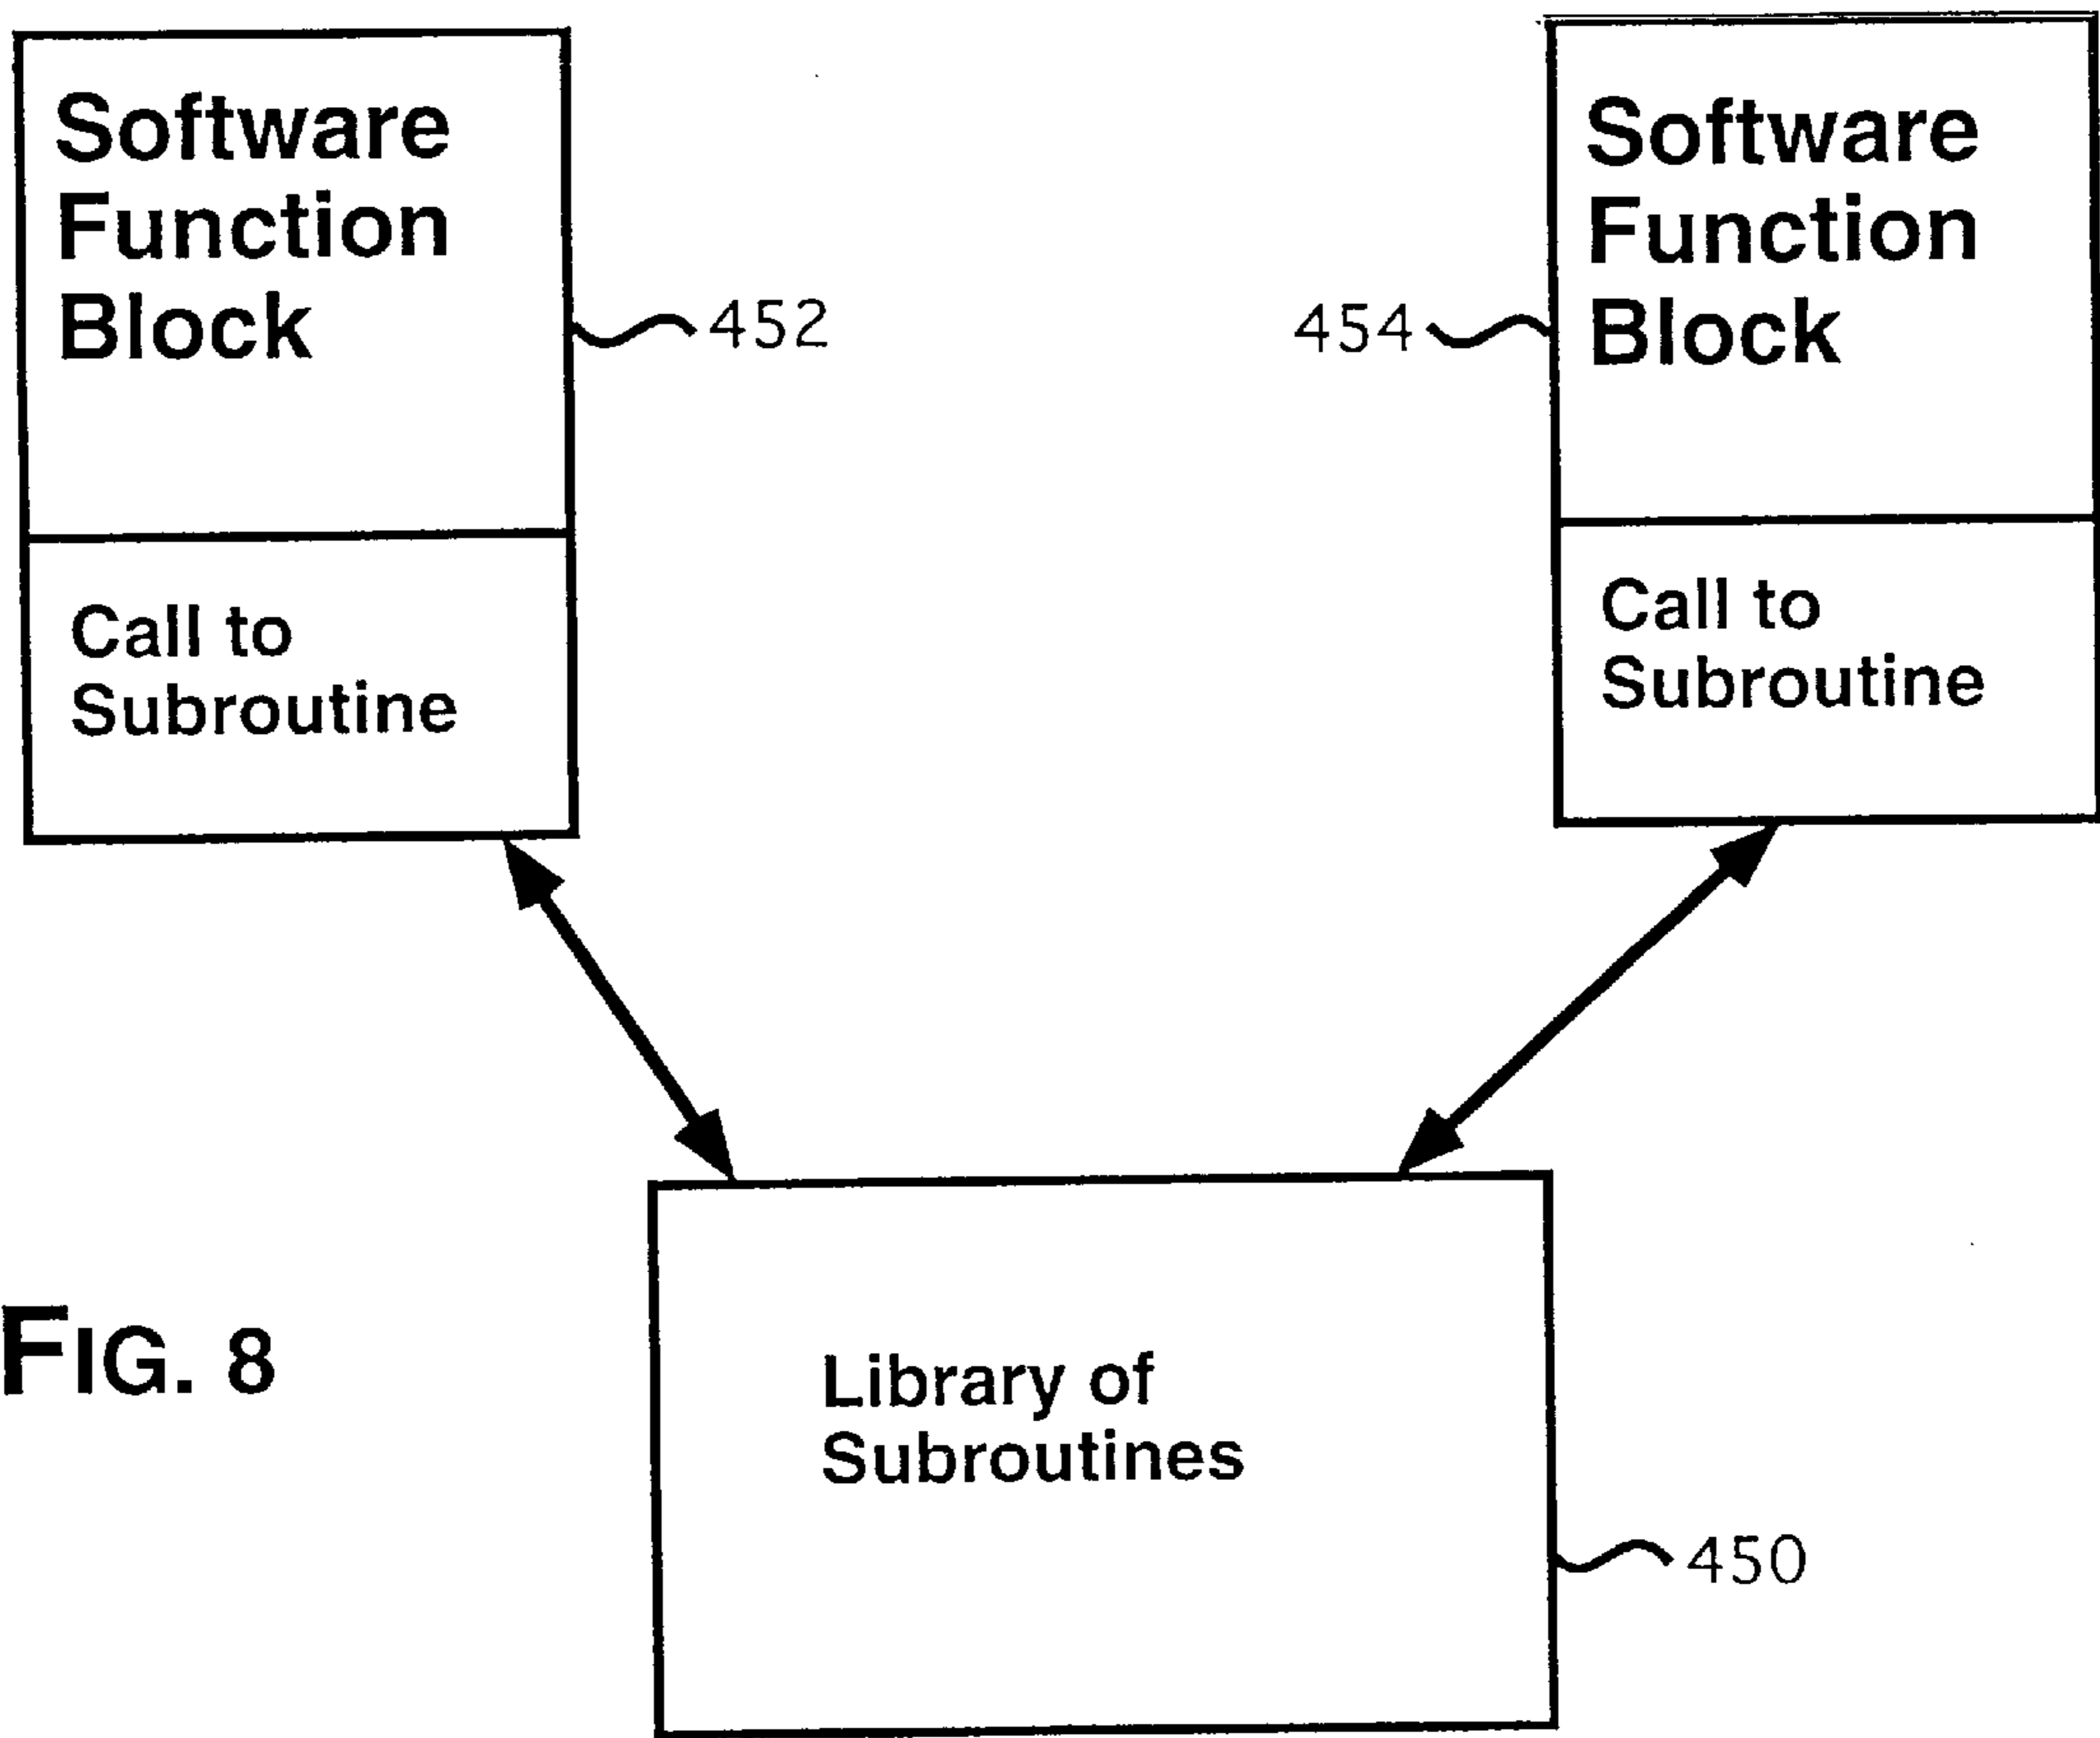 Software
Function
Block
452
Call to
Subroutine
454
Software
Function
Block
Call to
Subroutine
Library of
Subroutines
450
FIG. 8